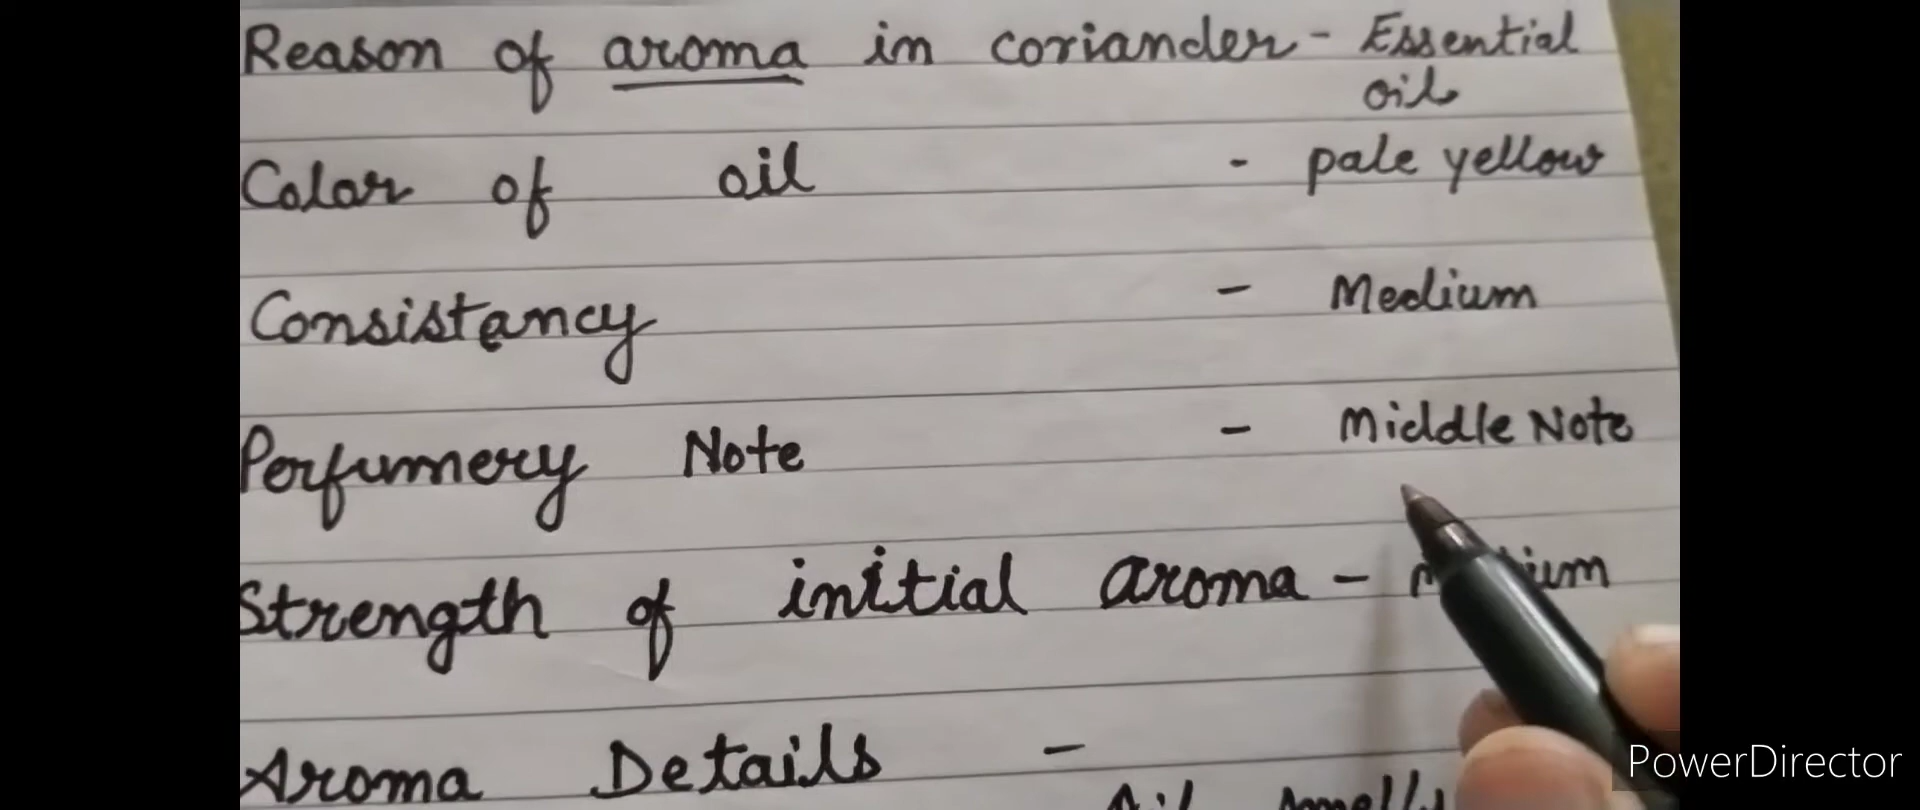 Reason of aroma in coriander - Essential
oil
Color of oil - pale yellow
Consistency - Medium
Perfumery Note - Middle Note
Strength of initial aroma -
Aroma Details -
PowerDirector